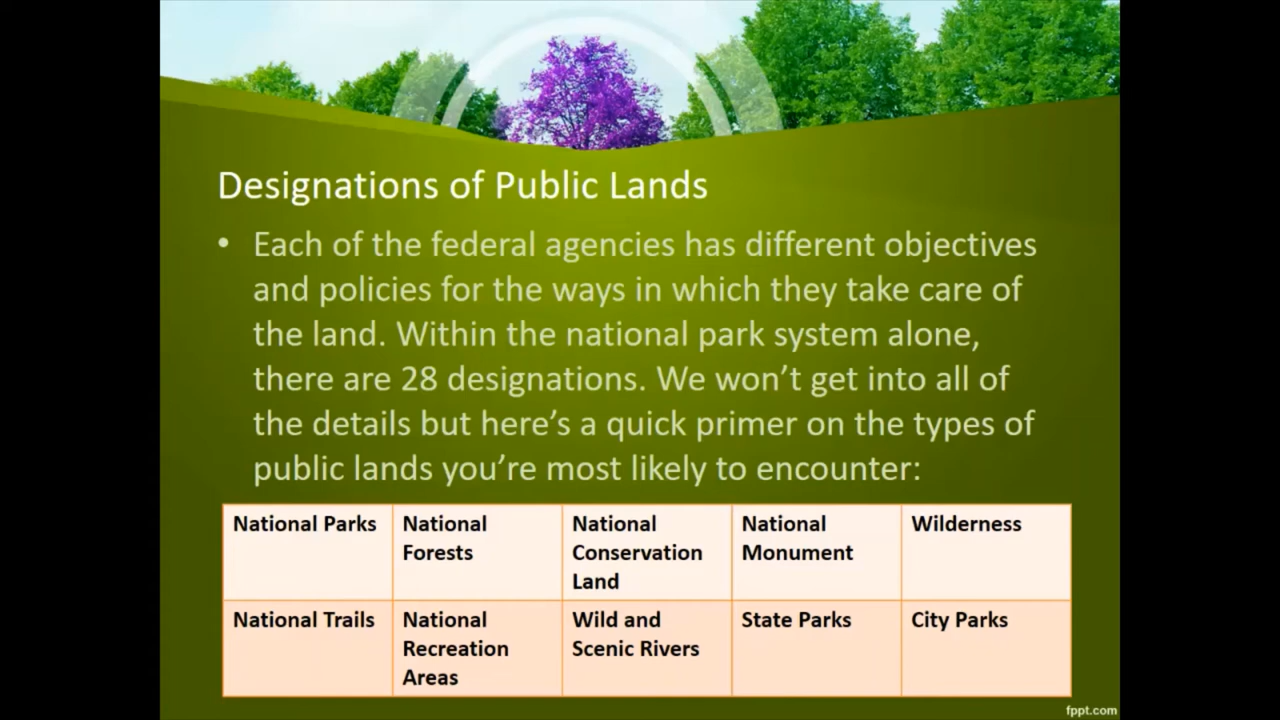 Designations of Public Lands
• Each of the federal agencies has different objectives
and policies for the ways in which they take care of
the land. Within the national park system alone,
there are 28 designations. We won’t get into all of
the details but here’s a quick primer on the types of
public lands you’re most likely to encounter:
National Parks
National
Forests
National
Conservation
Land
National
Monument
Wilderness
National Trails
National
Recreation
Areas
Wild and
Scenic Rivers
State Parks
City Parks
fppt.com